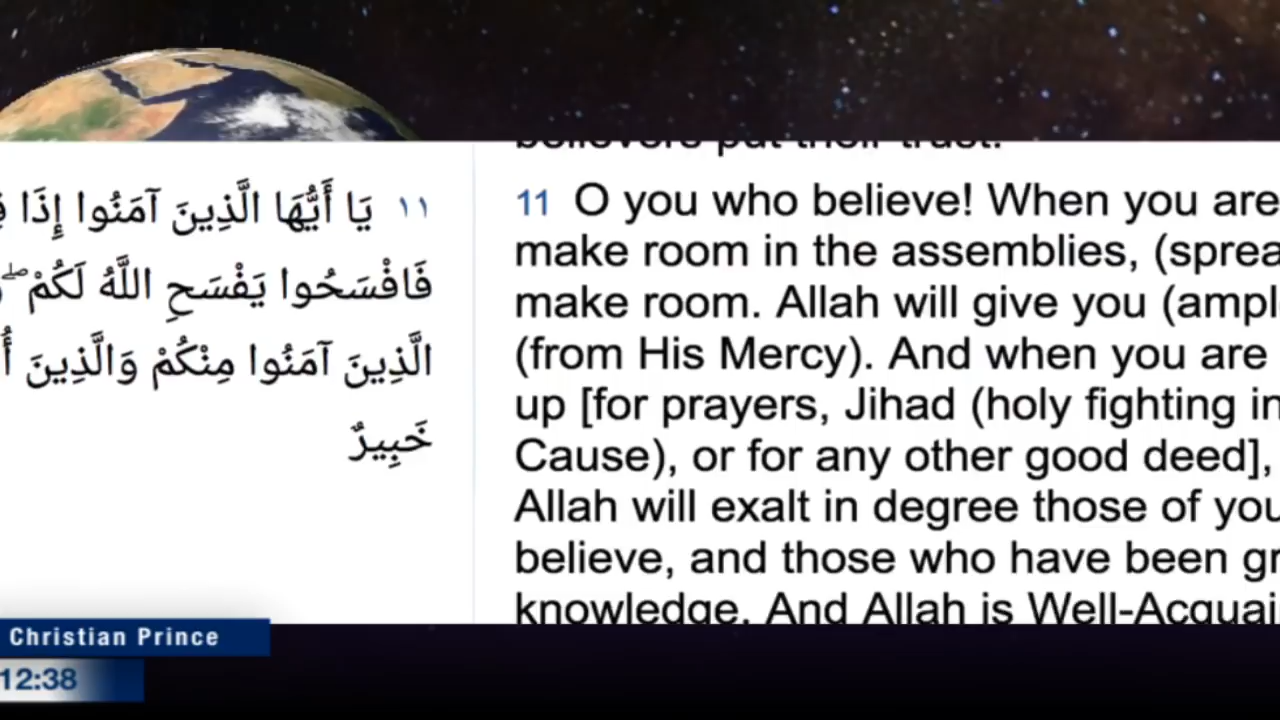 believers put their trust.
١١ يَا أَيُّهَا الَّذِينَ آمَنُوا إِذَا
فَافْسَحُوا يَفْسَحِ اللَّهُ لَكُمْ ۖ
الَّذِينَ آمَنُوا مِنْكُمْ وَالَّذِينَ
خَبِيرٌ
11 O you who believe! When you are
make room in the assemblies, (sprea
make room. Allah will give you (ampl
(from His Mercy). And when you are
up [for prayers, Jihad (holy fighting in
Cause), or for any other good deed],
Allah will exalt in degree those of you
believe, and those who have been gr
knowledge. And Allah is Well-Acquai
Christian Prince
12:38